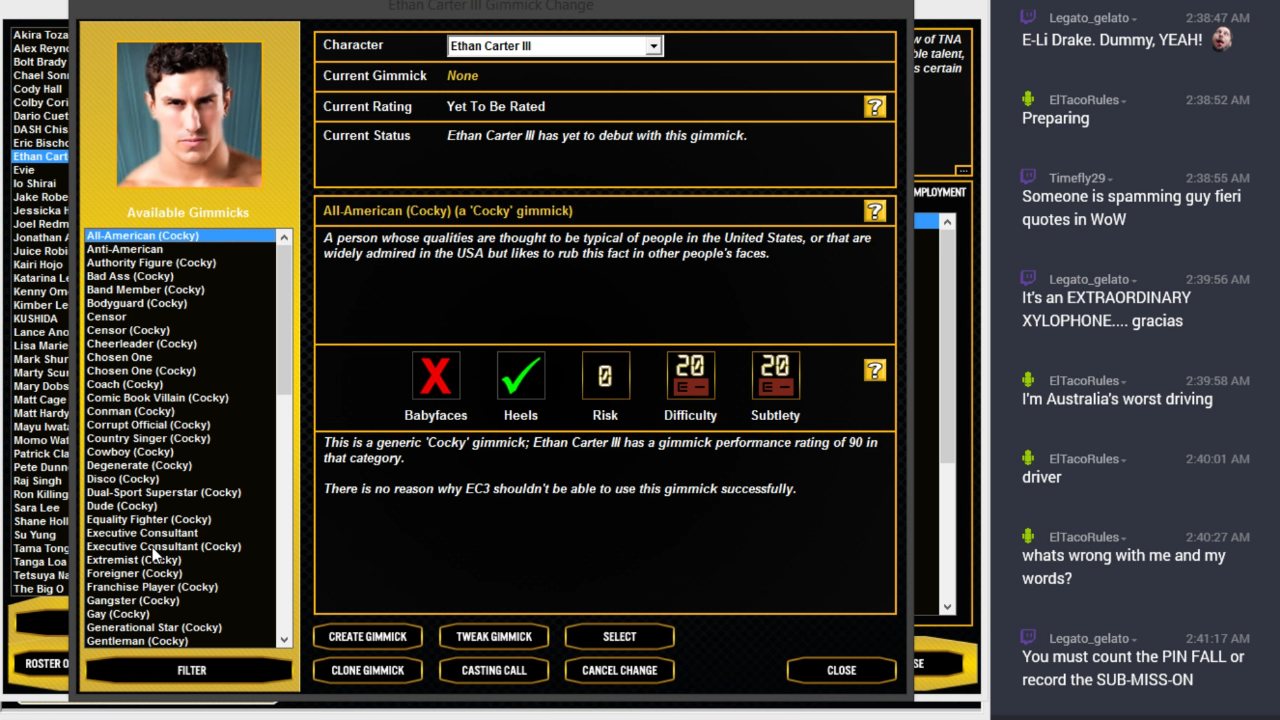 Ethan Carter III Gimmick Change
Akira Toza
Alex Reyno
Bolt Brady
Chael Sonn
Cody Hall
Colby Cori
Dario Cuet
DASH Chis
Eric Bischo
Ethan Cart
Evie
Io Shirai
Jake Robe
Jessicka H
Joel Redm
Jonathan A
Juice Robi
Kairi Hojo
Katarina Le
Kenny Om
Kimber Le
KUSHIDA
Lance Ano
Lisa Marie
Mark Shur
Marty Scur
Mary Dobs
Matt Cage
Matt Hardy
Mayu Iwata
Momo Wat
Patrick Cla
Pete Dunn
Raj Singh
Ron Killing
Sara Lee
Shane Holl
Su Yung
Tama Tong
Tanga Loa
Tetsuya Na
The Big O
ROSTER O
Available Gimmicks
All-American (Cocky)
Anti-American
Authority Figure (Cocky)
Bad Ass (Cocky)
Band Member (Cocky)
Bodyguard (Cocky)
Censor
Censor (Cocky)
Cheerleader (Cocky)
Chosen One
Chosen One (Cocky)
Coach (Cocky)
Comic Book Villain (Cocky)
Conman (Cocky)
Corrupt Official (Cocky)
Country Singer (Cocky)
Cowboy (Cocky)
Degenerate (Cocky)
Disco (Cocky)
Dual-Sport Superstar (Cocky)
Dude (Cocky)
Equality Fighter (Cocky)
Executive Consultant
Executive Consultant (Cocky)
Extremist (Cocky)
Foreigner (Cocky)
Franchise Player (Cocky)
Gangster (Cocky)
Gay (Cocky)
Generational Star (Cocky)
Gentleman (Cocky)
FILTER
Character Ethan Carter III
Current Gimmick None
Current Rating Yet To Be Rated ?
Current Status Ethan Carter III has yet to debut with this gimmick.
All-American (Cocky) (a 'Cocky' gimmick) ?
A person whose qualities are thought to be typical of people in the United States, or that are
widely admired in the USA but likes to rub this fact in other people's faces.
X 0 20 20 ?
E E
Babyfaces Heels Risk Difficulty Subtlety
This is a generic 'Cocky' gimmick; Ethan Carter III has a gimmick performance rating of 90 in
that category.
There is no reason why EC3 shouldn't be able to use this gimmick successfully.
CREATE GIMMICK TWEAK GIMMICK SELECT
CLONE GIMMICK CASTING CALL CANCEL CHANGE CLOSE
w of TNA
ble talent,
s certain
...
MPLOYMENT
SE
Legato_gelato 2:38:47 AM
E-Li Drake. Dummy, YEAH!
ElTacoRules 2:38:52 AM
Preparing
Timefly29 2:38:55 AM
Someone is spamming guy fieri
quotes in WoW
Legato_gelato 2:39:56 AM
It's an EXTRAORDINARY
XYLOPHONE.... gracias
ElTacoRules 2:39:58 AM
I'm Australia's worst driving
ElTacoRules 2:40:01 AM
driver
ElTacoRules 2:40:27 AM
whats wrong with me and my
words?
Legato_gelato 2:41:17 AM
You must count the PIN FALL or
record the SUB-MISS-ON